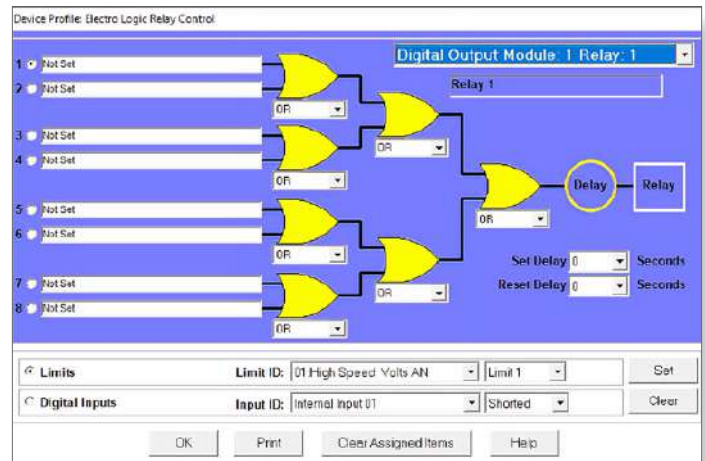 Device Profile: Electro Logic Relay Control
Digital Output Module: 1 Relay: 1
1 Not Set
2 Not Set
Relay 1
OR
3 Not Set
4 Not Set
OR
OR
Delay
Relay
5 Not Set
6 Not Set
OR
OR
Set Delay 0 Seconds
7 Not Set
Reset Delay 0 Seconds
8 Not Set
OR
OR
Limits Limit ID: 01 High Speed Volts AN Limit 1 Set
Digital Inputs Input ID: Internal Input 01 Shorted Clear
OK Print Clear Assigned Items Help